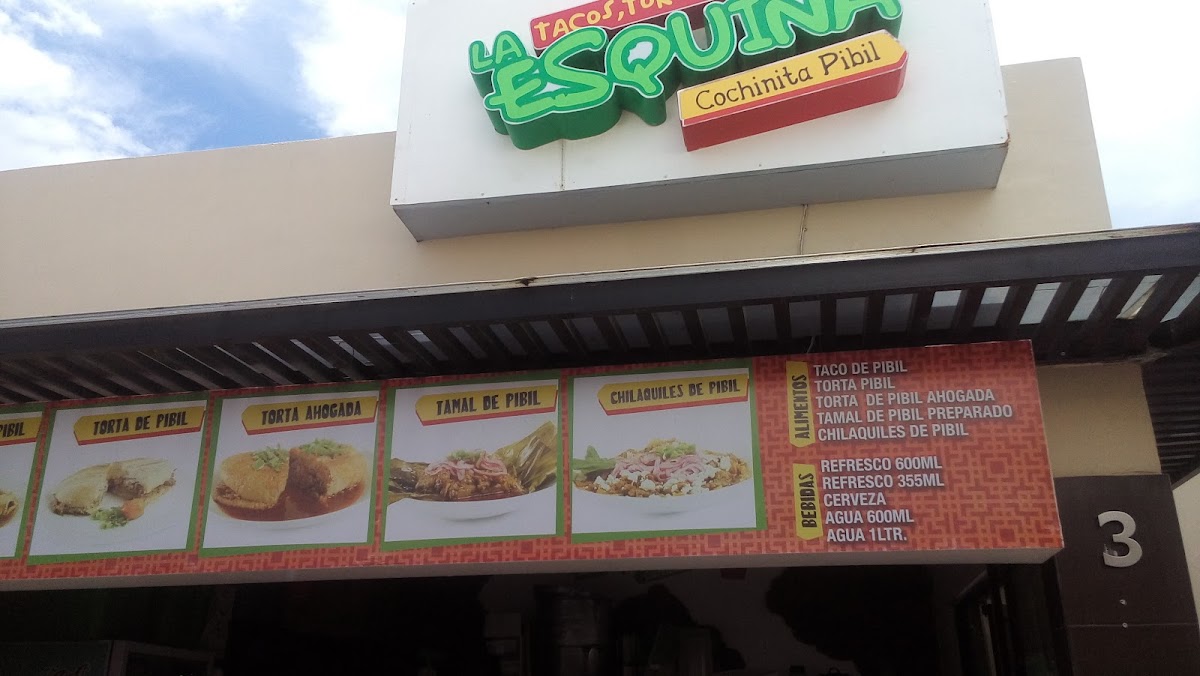 TACOS,
LA ESQUINA
Cochinita Pibil
PIBIL
TORTA DE PIBIL
TORTA AHOGADA
TAMAL DE PIBIL
CHILAQUILES DE PIBIL
ALIMENTOS
TACO DE PIBIL
TORTA PIBIL
TORTA DE PIBIL AHOGADA
TAMAL DE PIBIL PREPARADO
CHILAQUILES DE PIBIL
BEBIDAS
REFRESCO 600ML
REFRESCO 355ML
CERVEZA
AGUA 600ML
AGUA 1LTR.
3